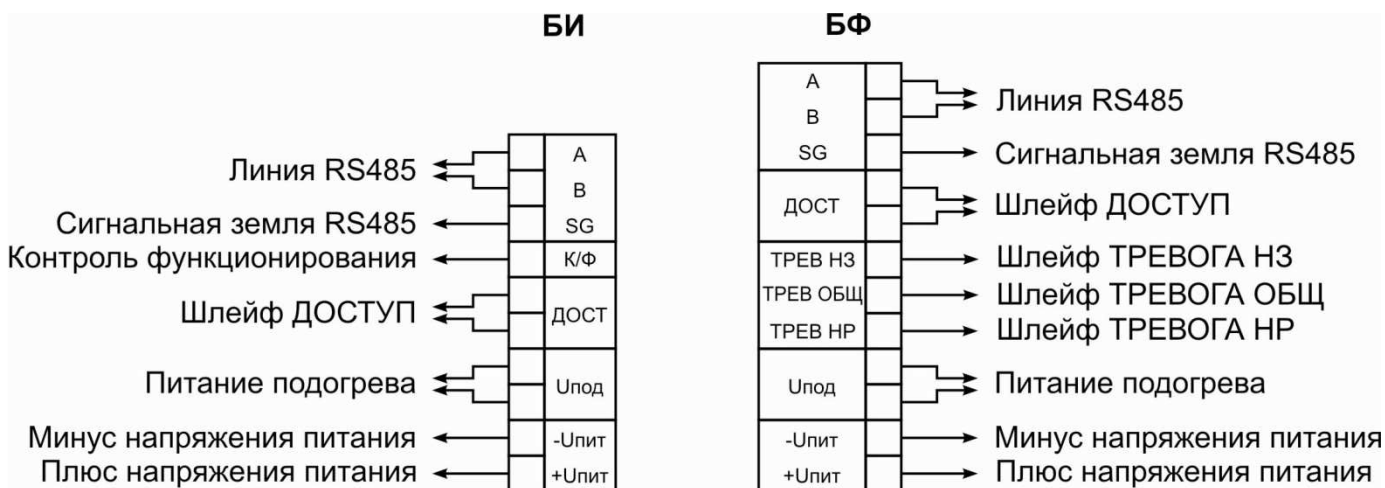 БИ
Линия RS485
Сигнальная земля RS485
Контроль функционирования
Шлейф ДОСТУП
Питание подогрева
Минус напряжения питания
Плюс напряжения питания
A
B
SG
К/Ф
ДОСТ
Uпод
-Uпит
+Uпит
БФ
A
B
SG
ДОСТ
ТРЕВ НЗ
ТРЕВ ОБЩ
ТРЕВ НР
Uпод
-Uпит
+Uпит
Линия RS485
Сигнальная земля RS485
Шлейф ДОСТУП
Шлейф ТРЕВОГА НЗ
Шлейф ТРЕВОГА ОБЩ
Шлейф ТРЕВОГА НР
Питание подогрева
Минус напряжения питания
Плюс напряжения питания